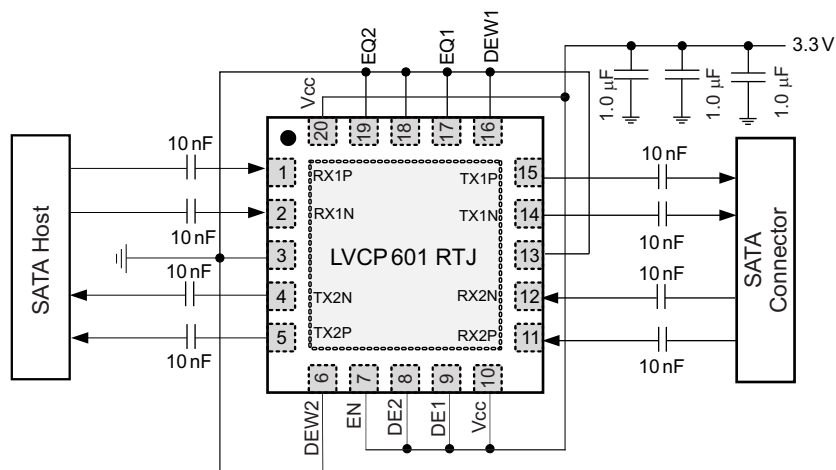 EQ2
EQ1
DEW1
3.3 V
Vcc
1.0 µF
1.0 µF
1.0 µF
20
19
18
17
16
10 nF
10 nF
1
RX1P
TX1P
15
10 nF
2
RX1N
TX1N
14
10 nF
SATA Host
3
LVCP601 RTJ
13
SATA Connector
10 nF
10 nF
4
TX2N
RX2N
12
5
TX2P
RX2P
11
10 nF
10 nF
6
7
8
9
10
DEW2
EN
DE2
DE1
Vcc